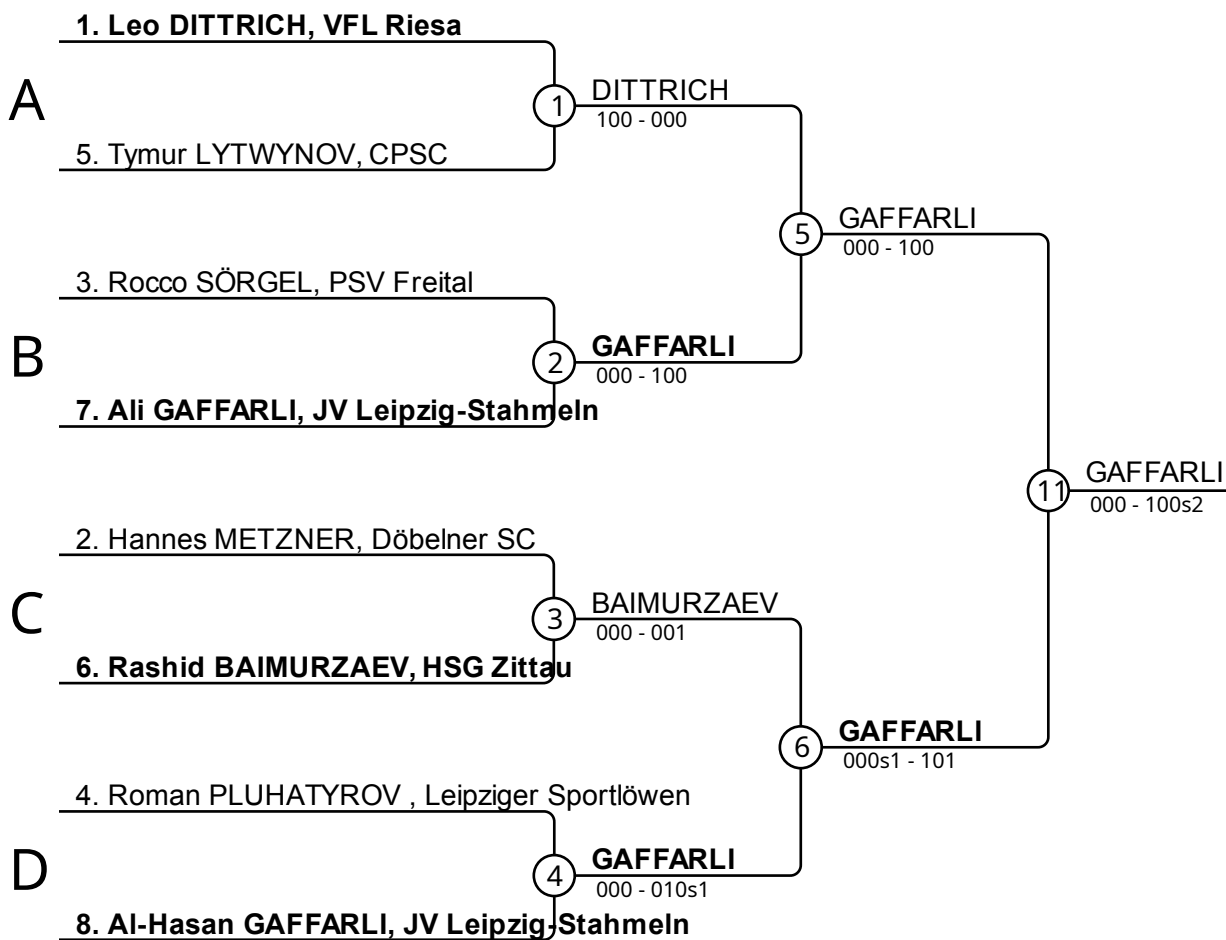 1. Leo DITTRICH, VFL Riesa
A
1
DITTRICH
100 - 000
5. Tymur LYTWYNOV, CPSC
5
GAFFARLI
000 - 100
3. Rocco SÖRGEL, PSV Freital
B
2
GAFFARLI
000 - 100
7. Ali GAFFARLI, JV Leipzig-Stahmeln
11
GAFFARLI
000 - 100s2
2. Hannes METZNER, Döbelner SC
C
3
BAIMURZAEV
000 - 001
6. Rashid BAIMURZAEV, HSG Zittau
6
GAFFARLI
000s1 - 101
4. Roman PLUHATYROV , Leipziger Sportlöwen
D
4
GAFFARLI
000 - 010s1
8. Al-Hasan GAFFARLI, JV Leipzig-Stahmeln